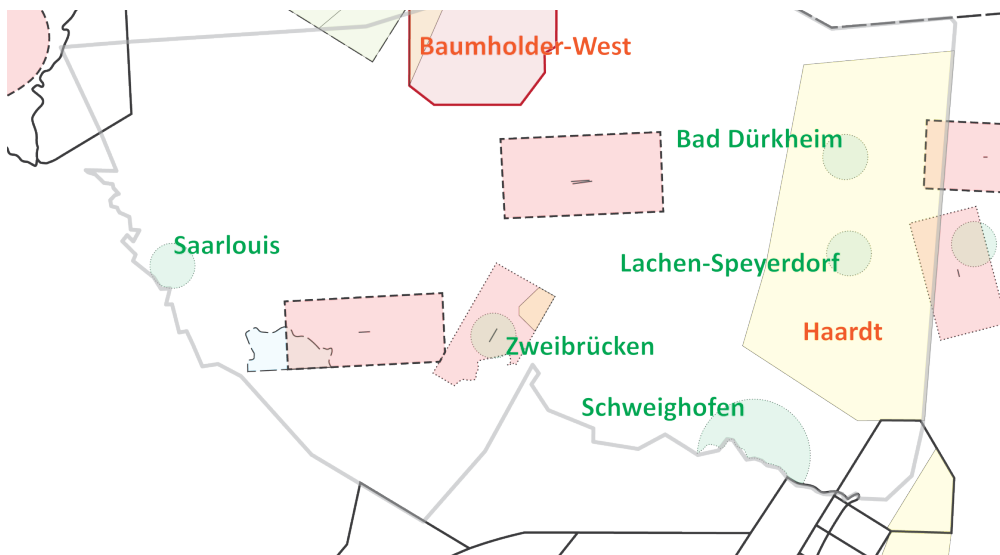 Baumholder-West
Bad Dürkheim
Saarlouis
Lachen-Speyerdorf
Haardt
Zweibrücken
Schweighofen